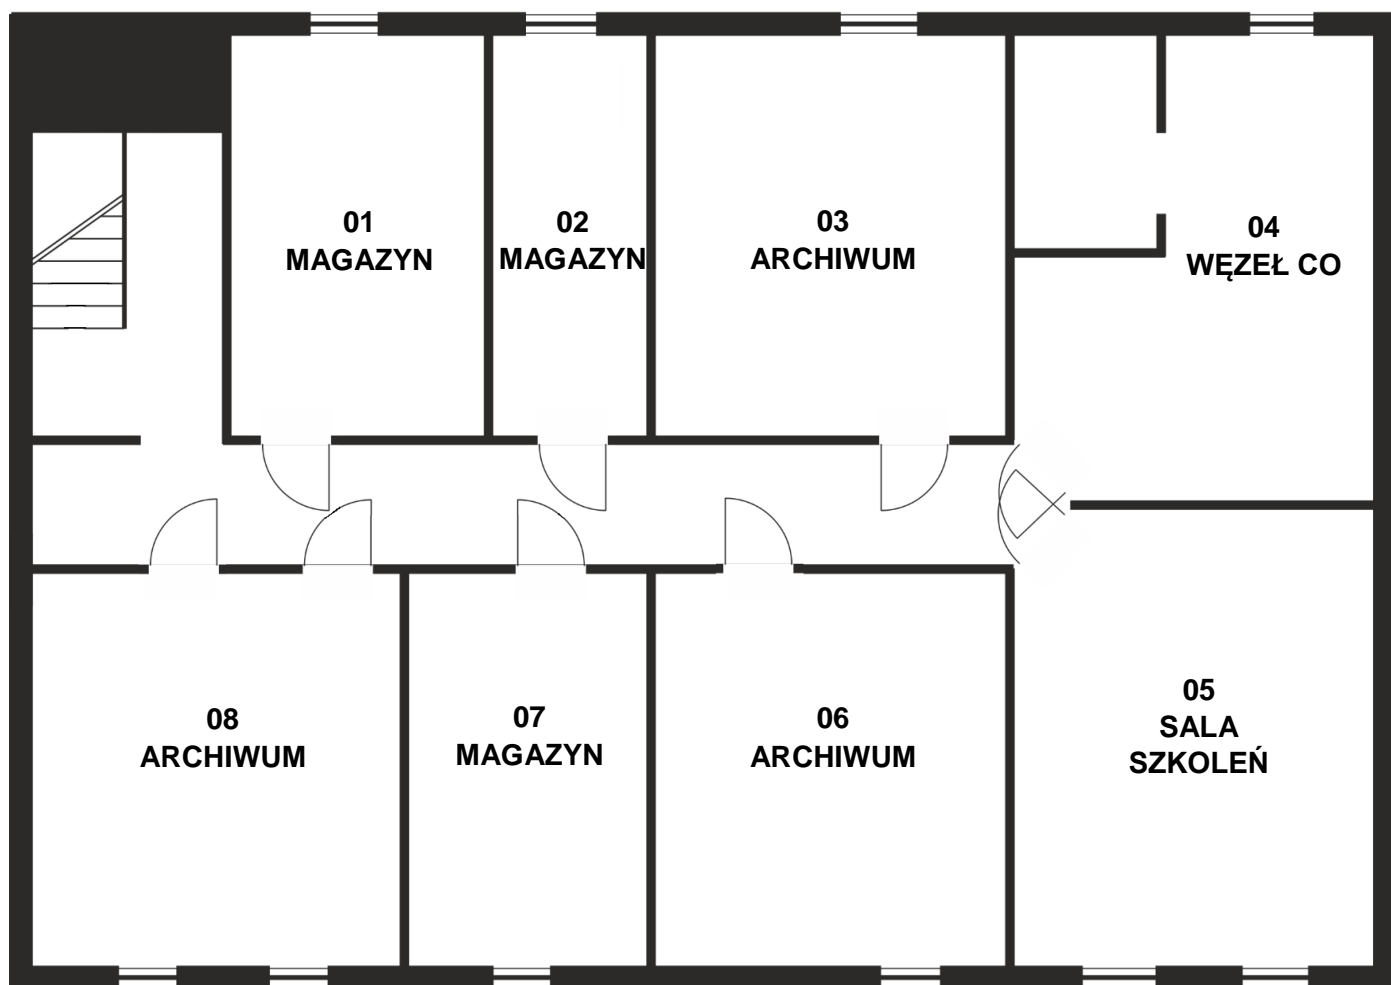 01
MAGAZYN
02
MAGAZYN
03
ARCHIWUM
04
WĘZEŁ CO
08
ARCHIWUM
07
MAGAZYN
06
ARCHIWUM
05
SALA
SZKOLEŃ